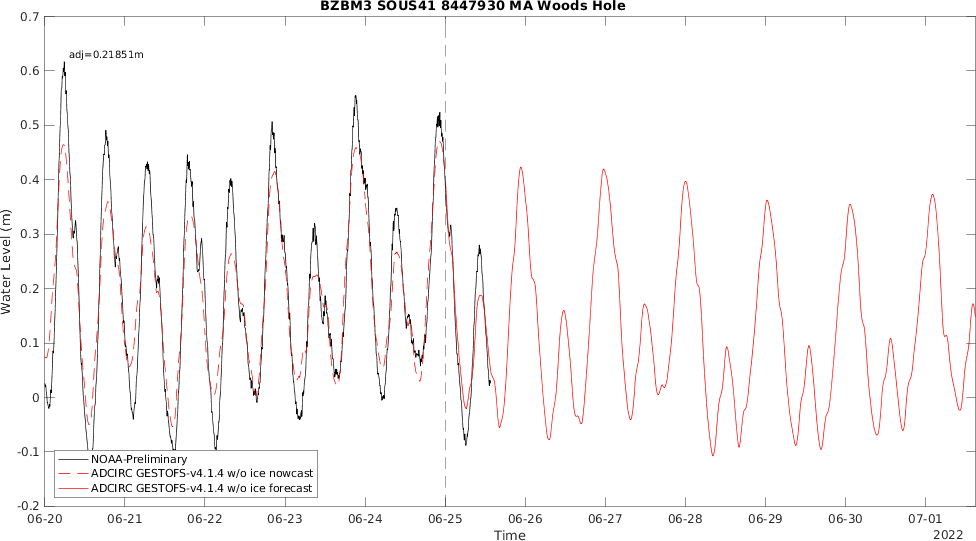 BZBM3 SOUS41 8447930 MA Woods Hole
0.7
adj=0.21851m
0.6
0.5
0.4
0.3
0.2
0.1
0
-0.1
-0.2
Water Level (m)
NOAA-Preliminary
ADCIRC GESTOFS-v4.1.4 w/o ice nowcast
ADCIRC GESTOFS-v4.1.4 w/o ice forecast
06-20 06-21 06-22 06-23 06-24 06-25 06-26 06-27 06-28 06-29 06-30 07-01
Time
2022